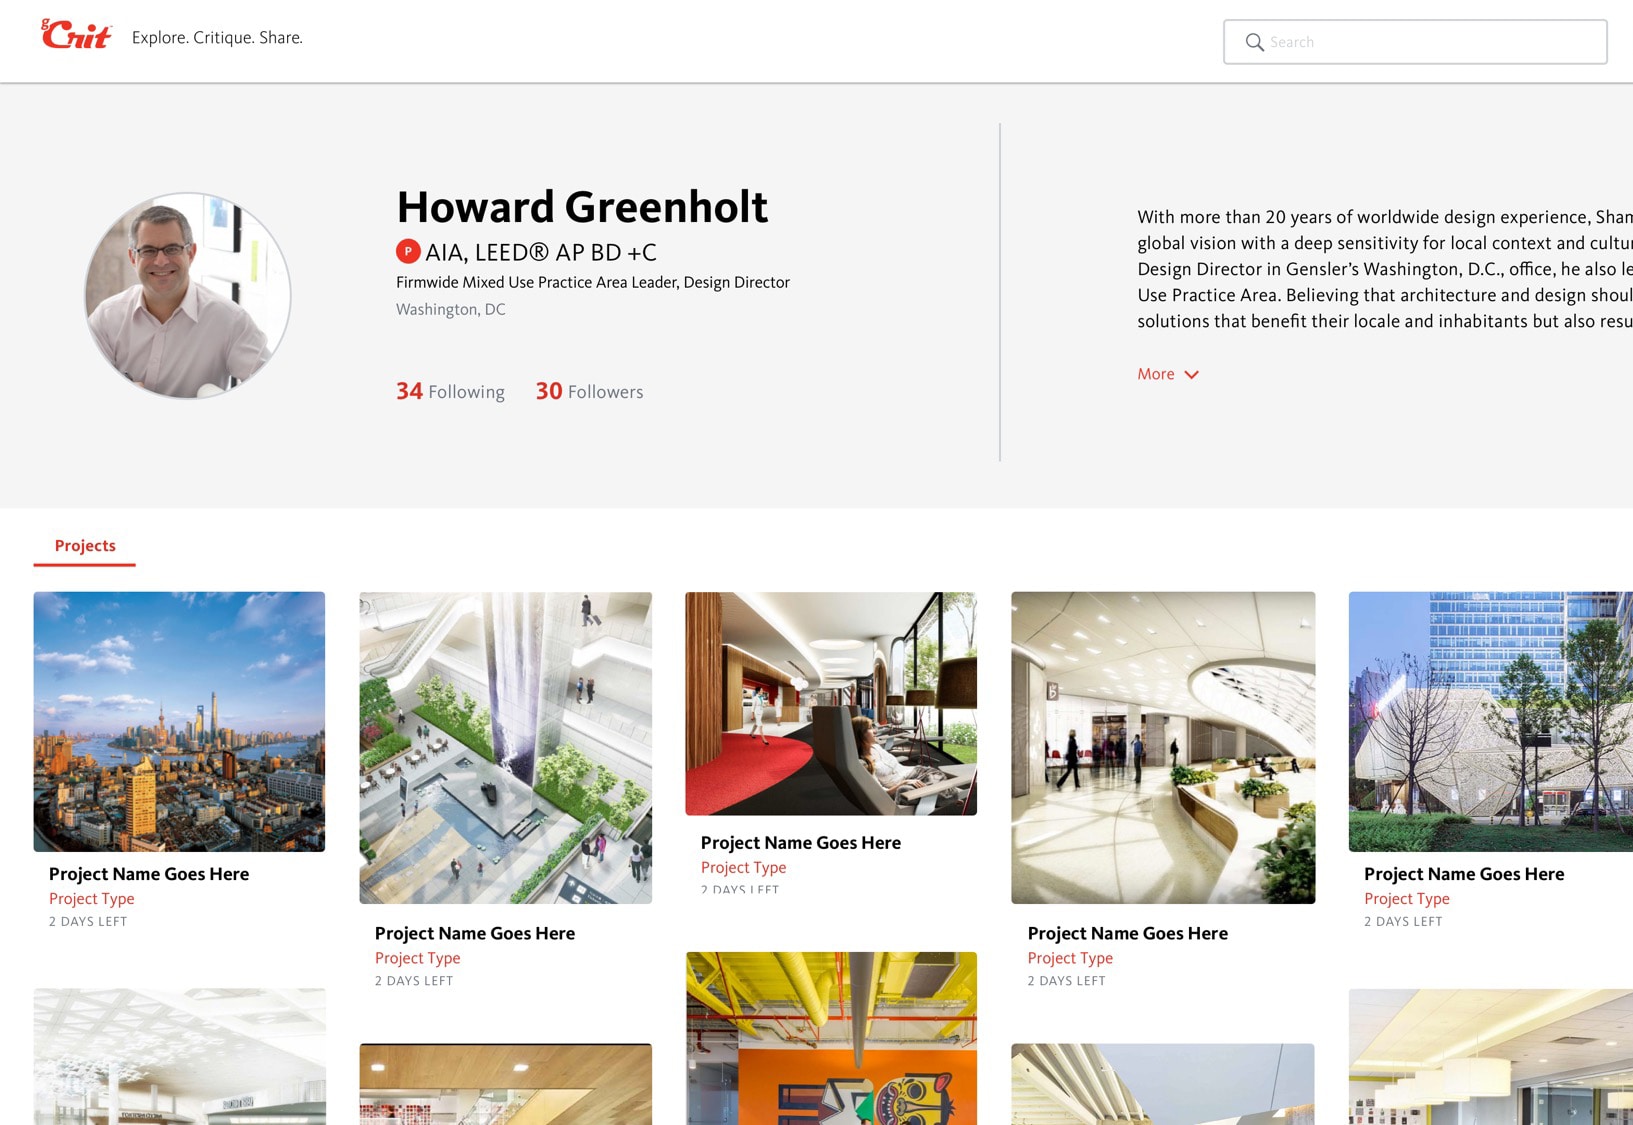 gCrit
Explore. Critique. Share.
Search
Howard Greenholt
P AIA, LEED® AP BD +C
Firmwide Mixed Use Practice Area Leader, Design Director
Washington, DC
34 Following 30 Followers
With more than 20 years of worldwide design experience, Sham
global vision with a deep sensitivity for local context and cultu
Design Director in Gensler’s Washington, D.C., office, he also le
Use Practice Area. Believing that architecture and design shoul
solutions that benefit their locale and inhabitants but also resu
More
Projects
Project Name Goes Here
Project Type
2 DAYS LEFT
Project Name Goes Here
Project Type
2 DAYS LEFT
Project Name Goes Here
Project Type
2 DAYS LEFT
Project Name Goes Here
Project Type
2 DAYS LEFT
Project Name Goes Here
Project Type
2 DAYS LEFT